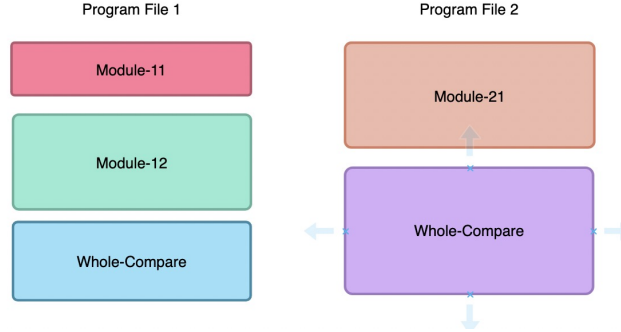 Program File 1
Program File 2
Module-11
Module-12
Whole-Compare
Module-21
Whole-Compare